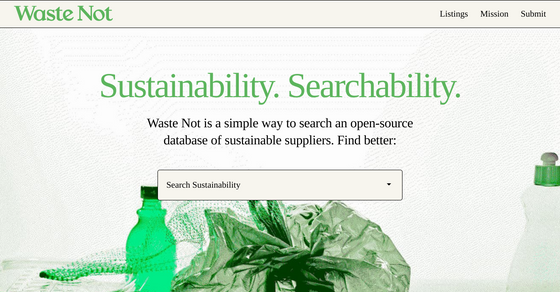 Waste Not
Listings Mission Submit
Sustainability. Searchability.
Waste Not is a simple way to search an open-source
database of sustainable suppliers. Find better:
Search Sustainability